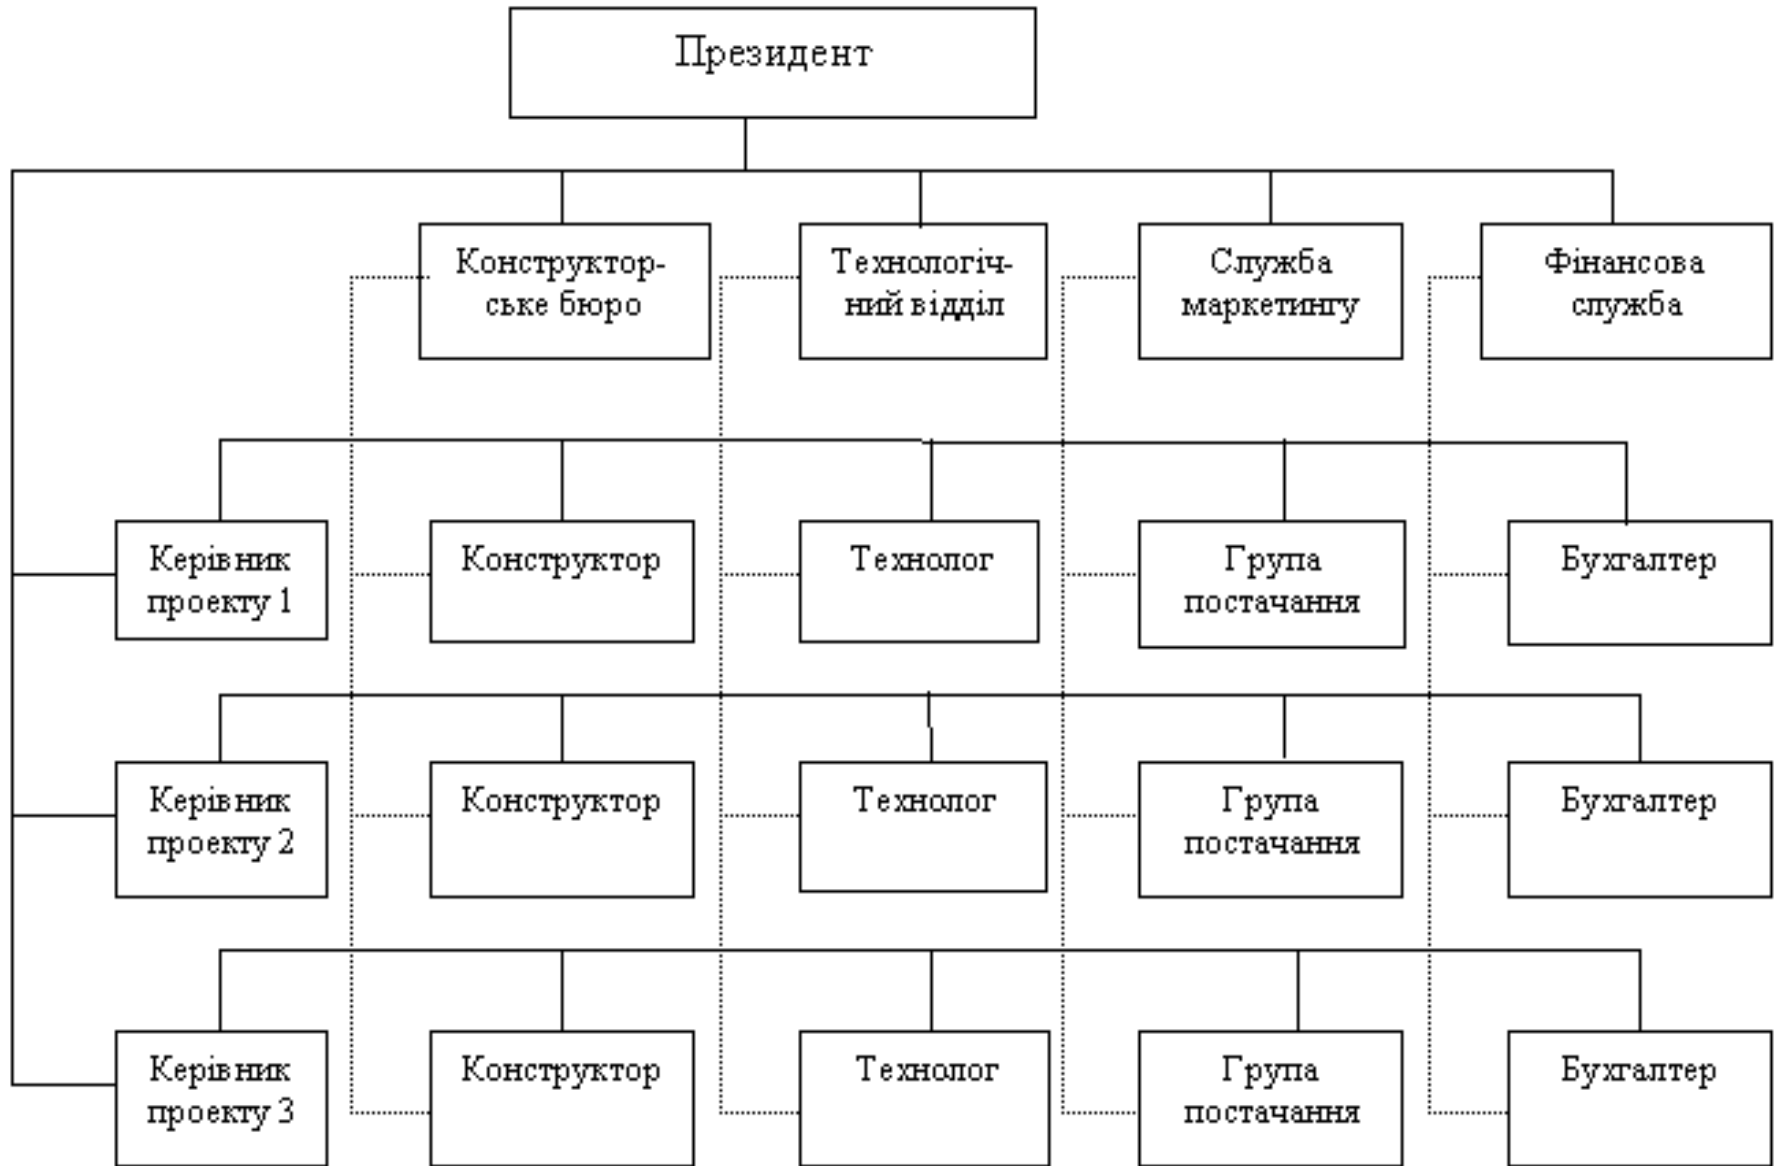 Президент
Конструктор-
ське бюро
Технологіч-
ний відділ
Служба
маркетингу
Фінансова
служба
Керівник
проекту 1
Конструктор
Технолог
Група
постачання
Бухгалтер
Керівник
проекту 2
Конструктор
Технолог
Група
постачання
Бухгалтер
Керівник
проекту 3
Конструктор
Технолог
Група
постачання
Бухгалтер